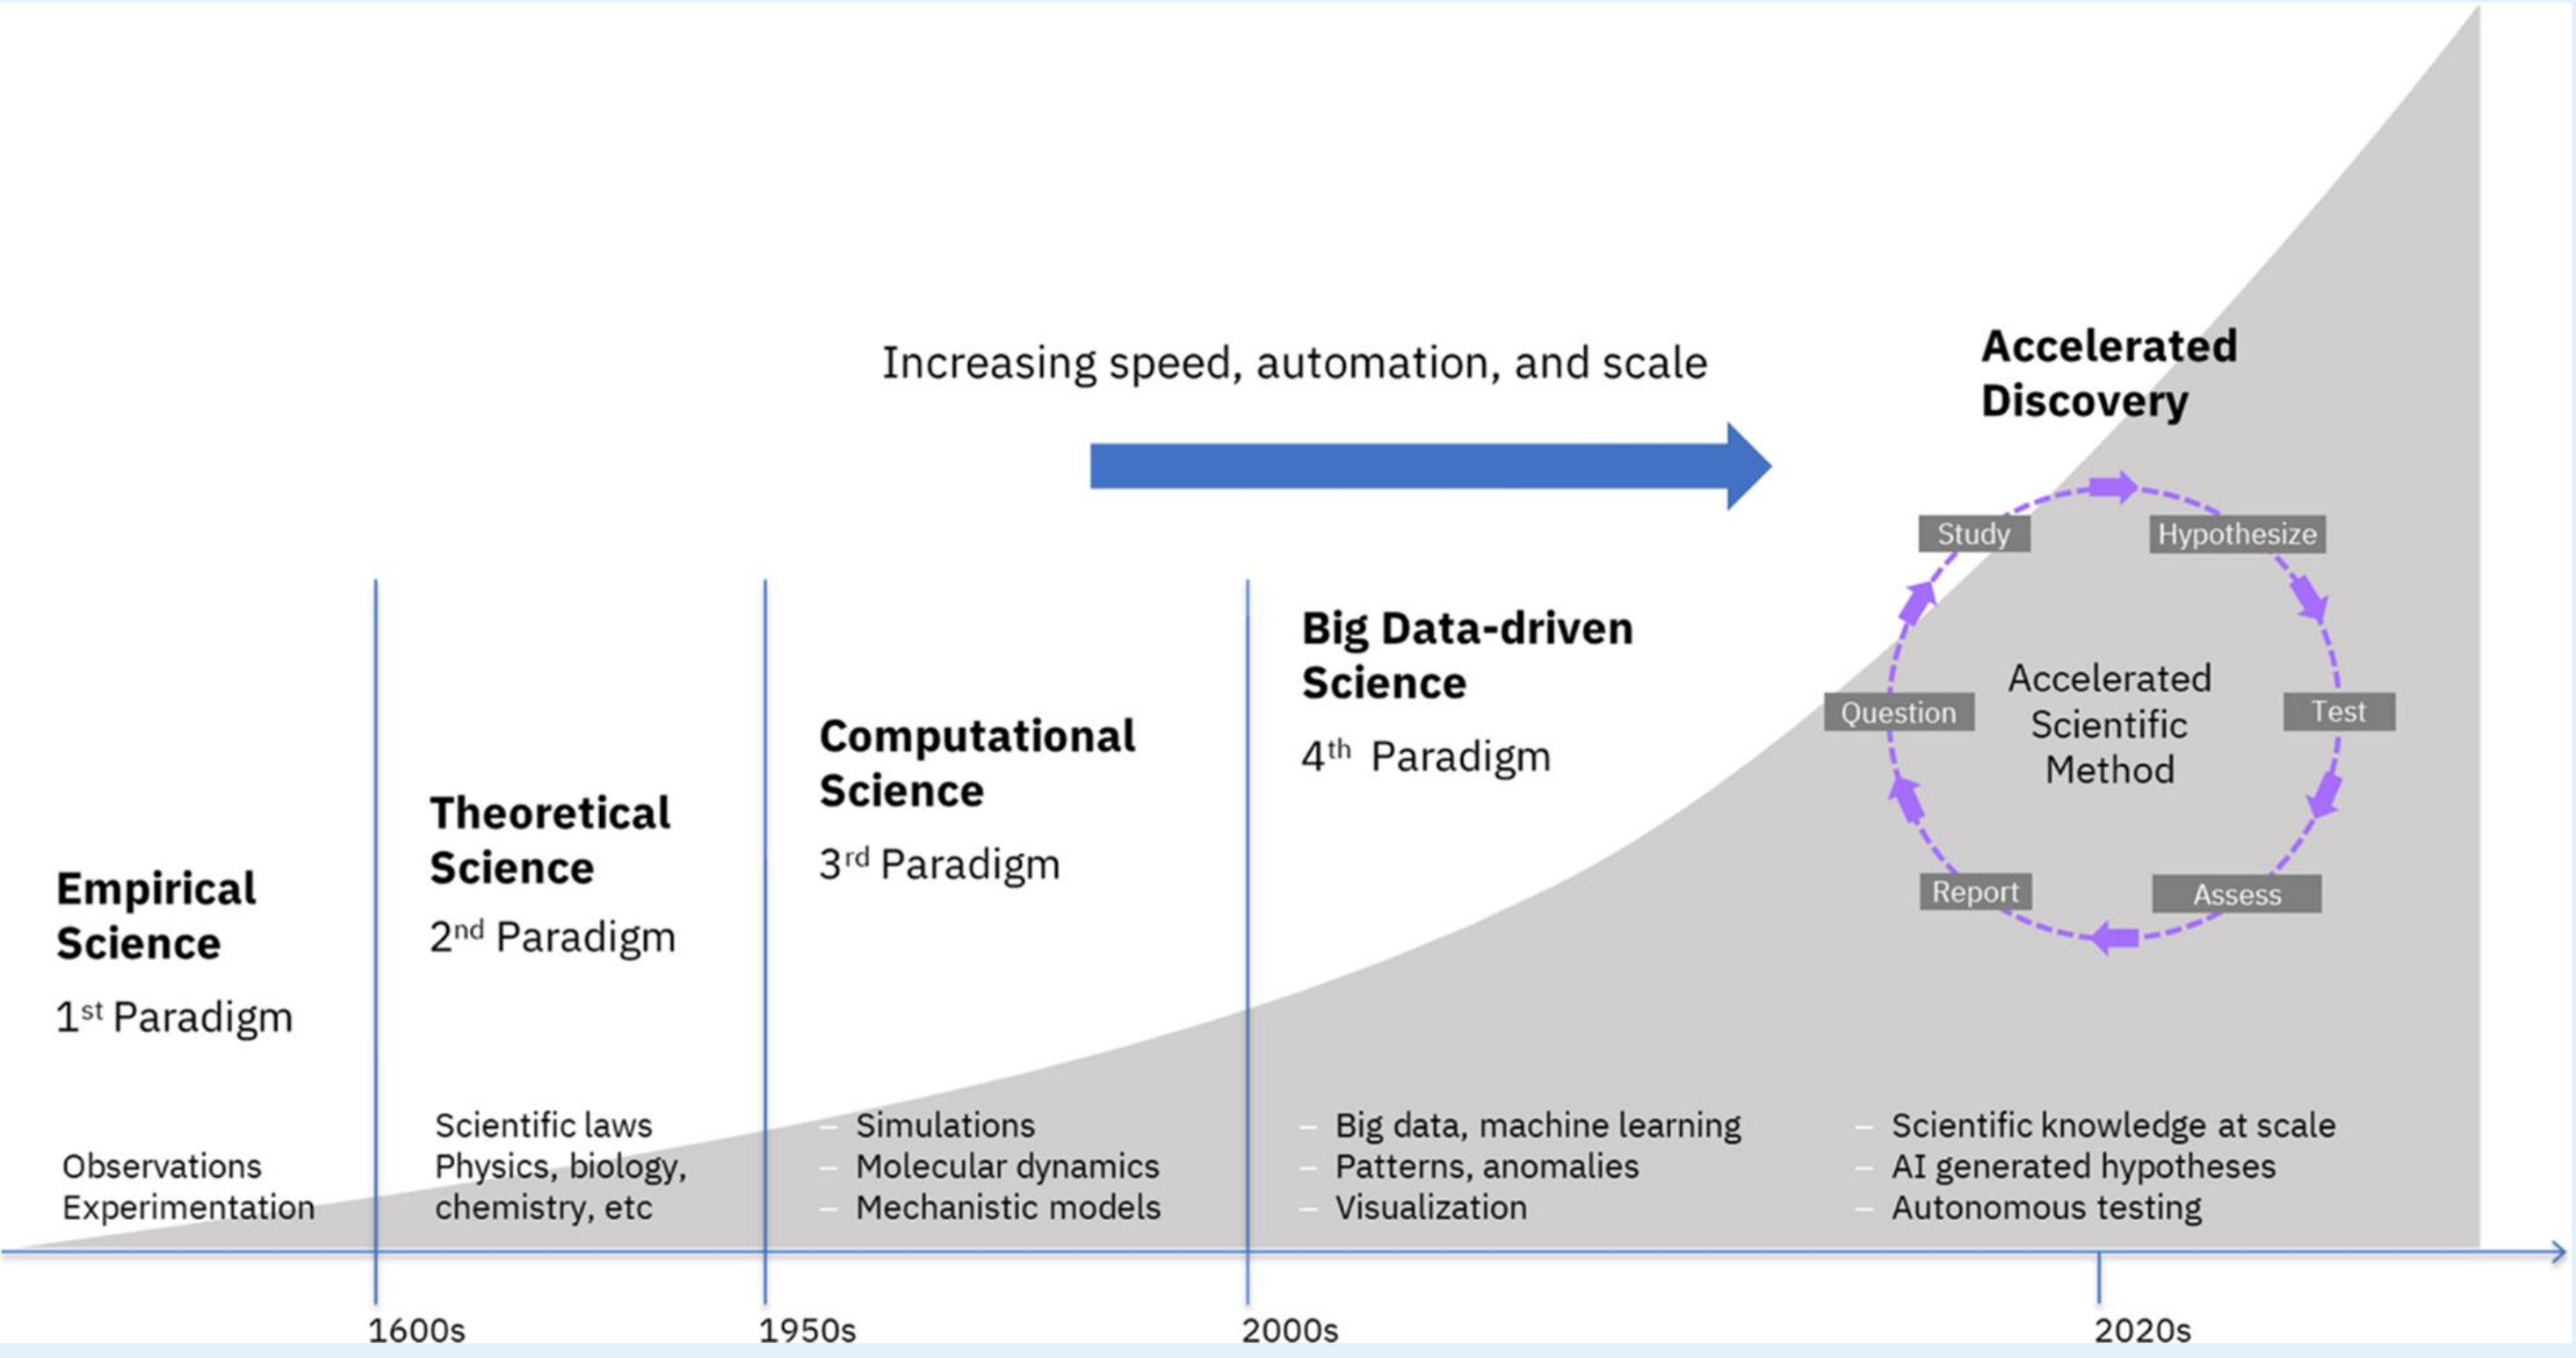 Increasing speed, automation, and scale
Empirical
Science
1st Paradigm
Observations
Experimentation
Theoretical
Science
2nd Paradigm
Scientific laws
Physics, biology,
chemistry, etc
Computational
Science
3rd Paradigm
– Simulations
– Molecular dynamics
– Mechanistic models
Big Data-driven
Science
4th Paradigm
– Big data, machine learning
– Patterns, anomalies
– Visualization
Accelerated
Discovery
Study
Hypothesize
Test
Assess
Report
Question
Accelerated
Scientific
Method
– Scientific knowledge at scale
– AI generated hypotheses
– Autonomous testing
1600s
1950s
2000s
2020s